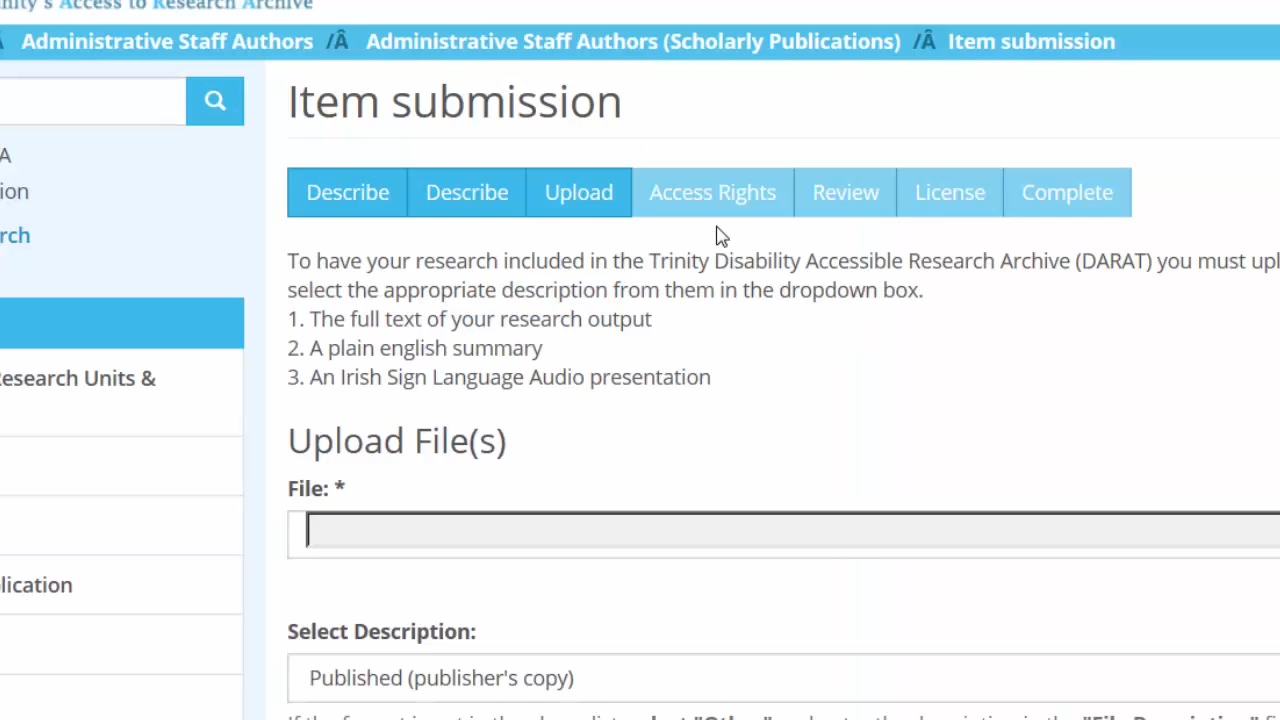 Access to Research Archive
Administrative Staff Authors /Â Administrative Staff Authors (Scholarly Publications) /Â Item submission
Item submission
Describe Describe Upload Access Rights Review License Complete
To have your research included in the Trinity Disability Accessible Research Archive (DARAT) you must upl
select the appropriate description from them in the dropdown box.
1. The full text of your research output
2. A plain english summary
3. An Irish Sign Language Audio presentation
Research Units &
Upload File(s)
File: *
lication
Select Description:
Published (publisher's copy)